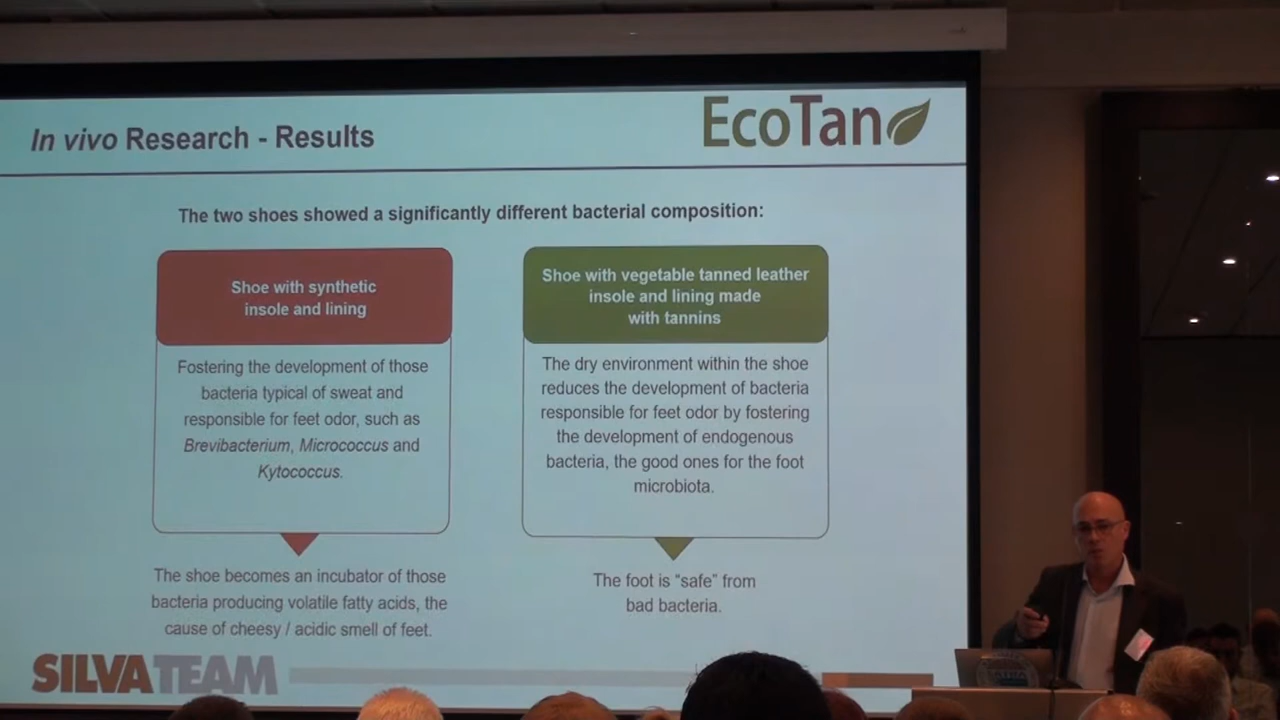 In vivo Research - Results
EcoTan
The two shoes showed a significantly different bacterial composition:
Shoe with synthetic
insole and lining
Fostering the development of those
bacteria typical of sweat and
responsible for feet odor, such as
Brevibacterium, Micrococcus and
Kytococcus.
The shoe becomes an incubator of those
bacteria producing volatile fatty acids, the
cause of cheesy / acidic smell of feet.
Shoe with vegetable tanned leather
insole and lining made
with tannins
The dry environment within the shoe
reduces the development of bacteria
responsible for feet odor by fostering
the development of endogenous
bacteria, the good ones for the foot
microbiota.
The foot is “safe” from
bad bacteria.
SILVATEAM